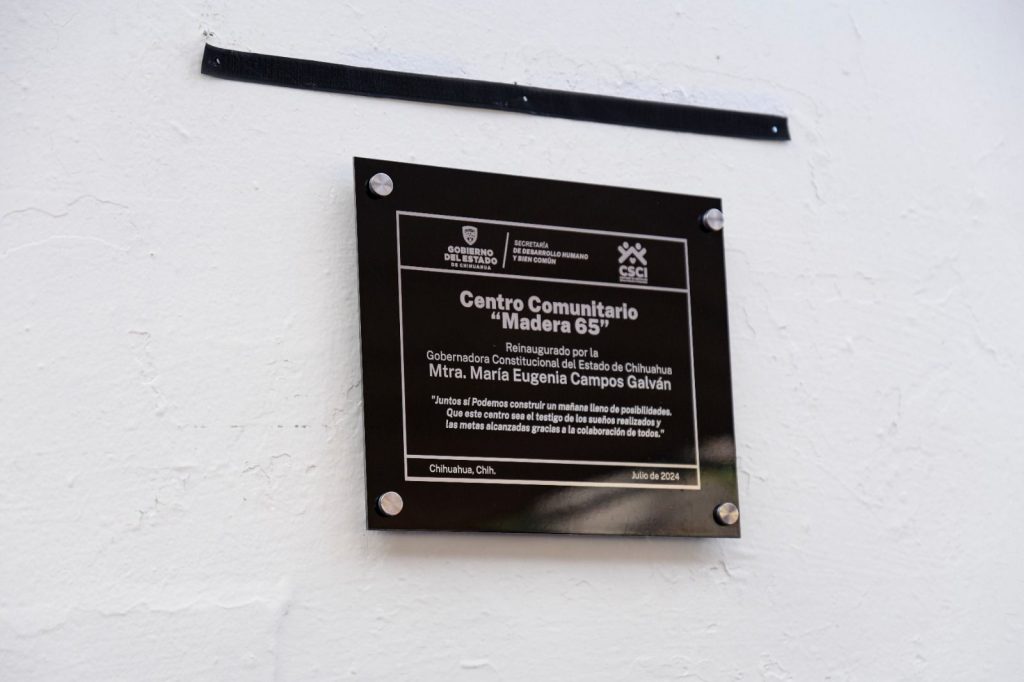 GOBIERNO
DEL ESTADO
DE CHIHUAHUA
SECRETARÍA
DE DESARROLLO HUMANO
Y BIEN COMÚN
CSCI
Centro Comunitario
“Madera 65”
Reinaugurado por la
Gobernadora Constitucional del Estado de Chihuahua
Mtra. María Eugenia Campos Galván
"Juntos sí Podemos construir un mañana lleno de posibilidades.
Que este centro sea el testigo de los sueños realizados y
las metas alcanzadas gracias a la colaboración de todos."
Chihuahua, Chih.
Julio de 2024